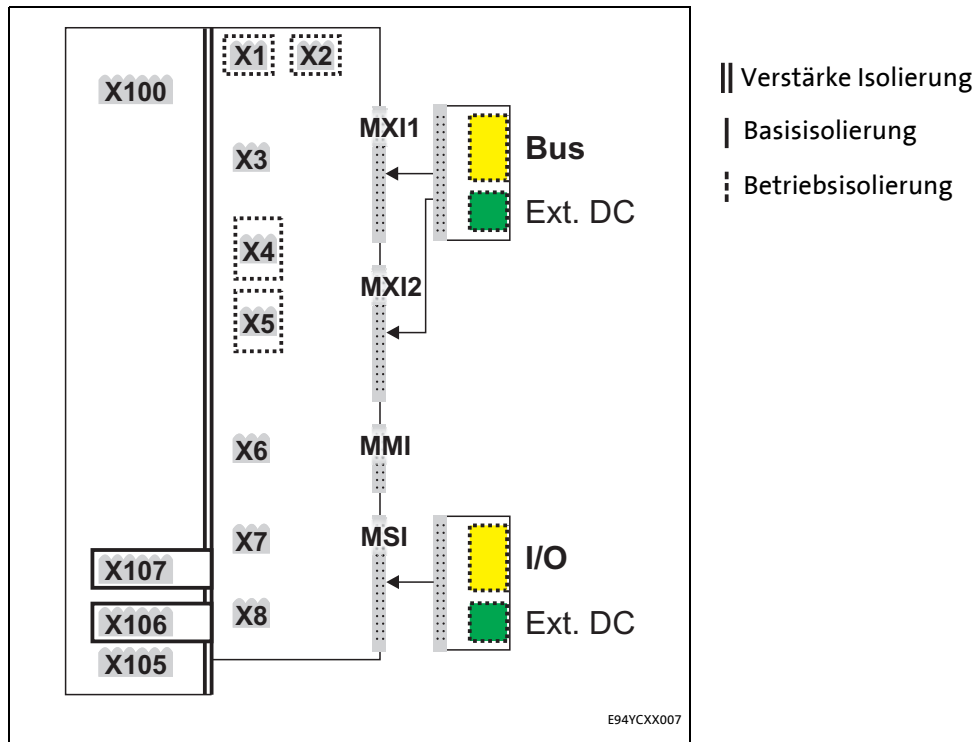 X1 X2
X100
X3
X4
X5
X6
X7
X8
X107
X106
X105
MXI1
MXI2
MMI
MSI
Bus
Ext. DC
I/O
Ext. DC
E94YCXX007
Verstärke Isolierung
Basisisolierung
Betriebsisolierung